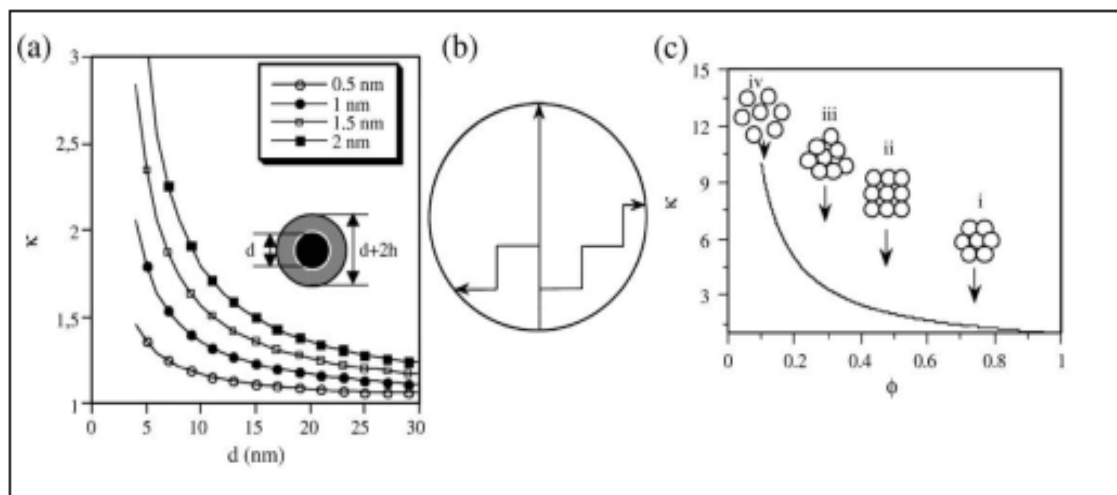 (a)
3
2,5
2
1,5
1
κ
0
5
10
15
20
25
30
d (nm)
0.5 nm
1 nm
1.5 nm
2 nm
d
d+2h
(b)
(c)
15
12
9
6
3
κ
0
0.2
0.4
0.6
0.8
1
ϕ
iv
iii
ii
i